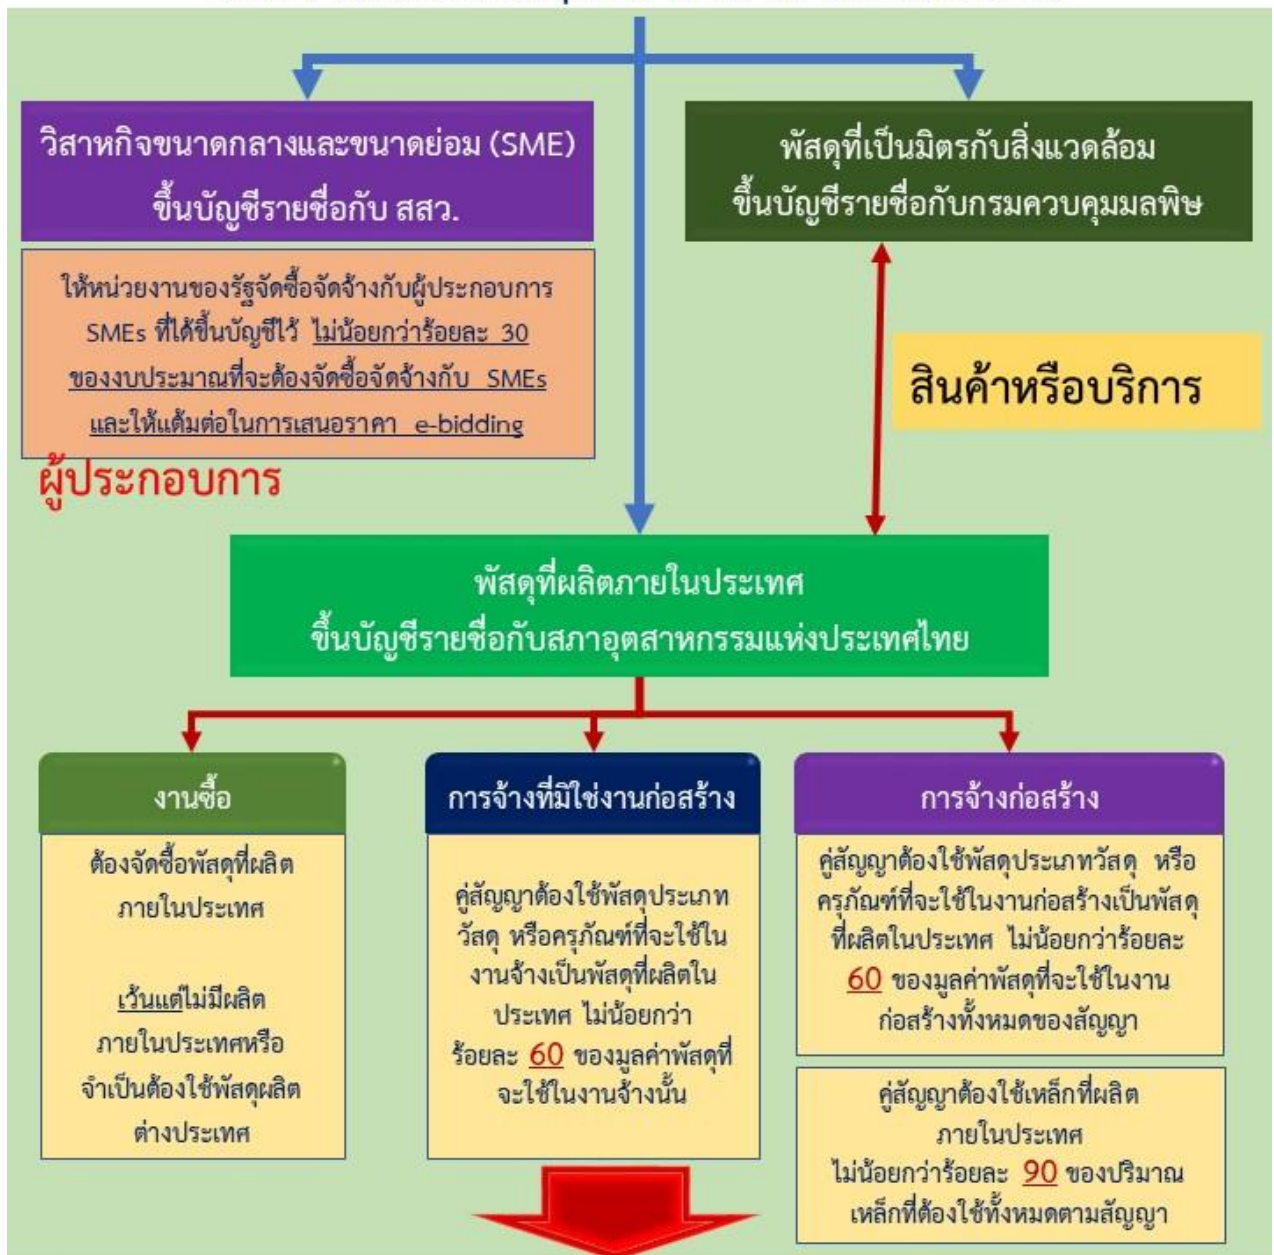 วิสาหกิจขนาดกลางและขนาดย่อม (SME)
ขึ้นบัญชีรายชื่อกับ สสว.
พัสดุที่เป็นมิตรกับสิ่งแวดล้อม
ขึ้นบัญชีรายชื่อกับกรมควบคุมมลพิษ
ให้หน่วยงานของรัฐจัดซื้อจัดจ้างกับผู้ประกอบการ
SMEs ที่ได้ขึ้นบัญชีไว้ ไม่น้อยกว่าร้อยละ 30
ของงบประมาณที่จะต้องจัดซื้อจัดจ้างกับ SMEs
และให้แต้มต่อในการเสนอราคา e-bidding
สินค้าหรือบริการ
ผู้ประกอบการ
พัสดุที่ผลิตภายในประเทศ
ขึ้นบัญชีรายชื่อกับสภาอุตสาหกรรมแห่งประเทศไทย
งานซื้อ
ต้องจัดซื้อพัสดุที่ผลิต
ภายในประเทศ
เว้นแต่ไม่มีผลิต
ภายในประเทศหรือ
จำเป็นต้องใช้พัสดุผลิต
ต่างประเทศ
การจ้างที่มิใช่งานก่อสร้าง
คู่สัญญาต้องใช้พัสดุประเภท
วัสดุ หรือครุภัณฑ์ที่จะใช้ใน
งานจ้างเป็นพัสดุที่ผลิตใน
ประเทศ ไม่น้อยกว่า
ร้อยละ 60 ของมูลค่าพัสดุที่
จะใช้ในงานจ้างนั้น
การจ้างก่อสร้าง
คู่สัญญาต้องใช้พัสดุประเภทวัสดุ หรือ
ครุภัณฑ์ที่จะใช้ในงานก่อสร้างเป็นพัสดุ
ที่ผลิตในประเทศ ไม่น้อยกว่าร้อยละ
60 ของมูลค่าพัสดุที่จะใช้ในงาน
ก่อสร้างทั้งหมดของสัญญา
คู่สัญญาต้องใช้เหล็กที่ผลิต
ภายในประเทศ
ไม่น้อยกว่าร้อยละ 90 ของปริมาณ
เหล็กที่ต้องใช้ทั้งหมดตามสัญญา